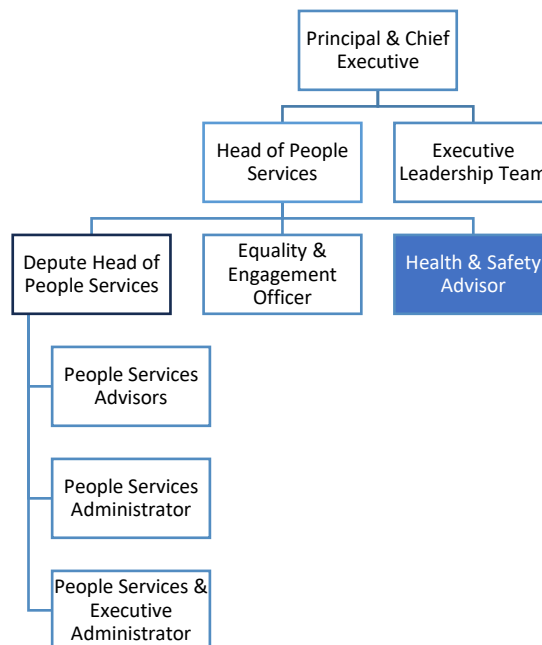 Principal & Chief
Executive
Head of People
Services
Executive
Leadership Team
Depute Head of
People Services
Equality &
Engagement
Officer
Health & Safety
Advisor
People Services
Advisors
People Services
Administrator
People Services &
Executive
Administrator